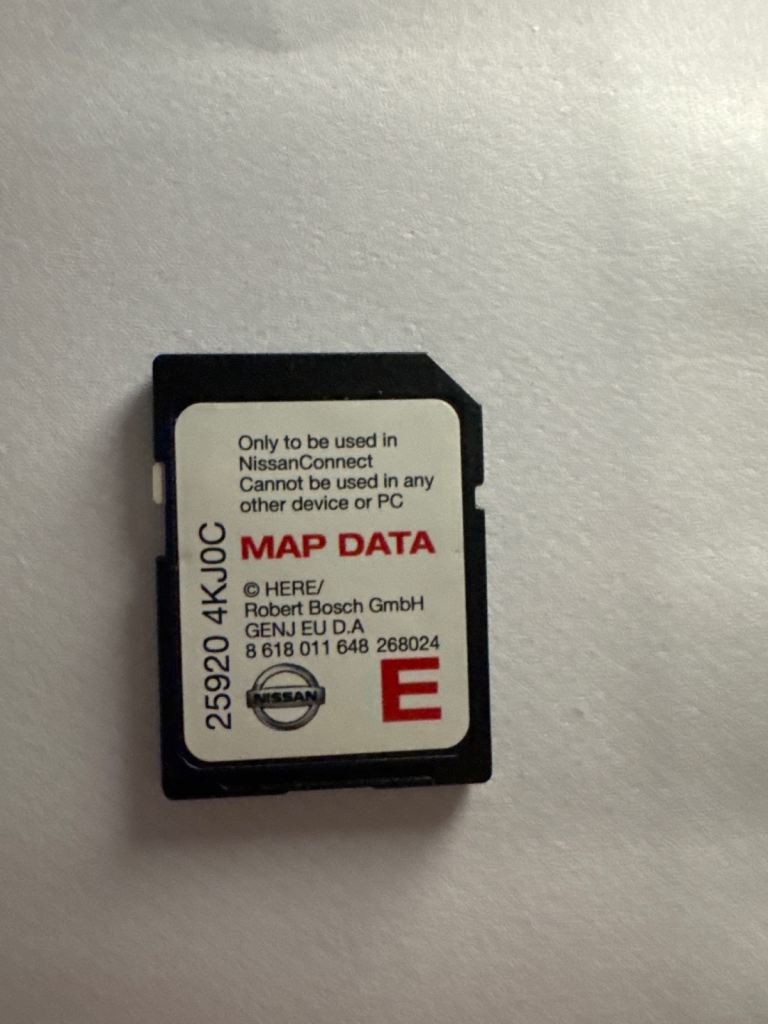 Only to be used in
NissanConnect
Cannot be used in any
other device or PC
MAP DATA
© HERE/
Robert Bosch GmbH
GENJ EU D.A
8 618 011 648 268024
NISSAN
E
25920 4KJ0C